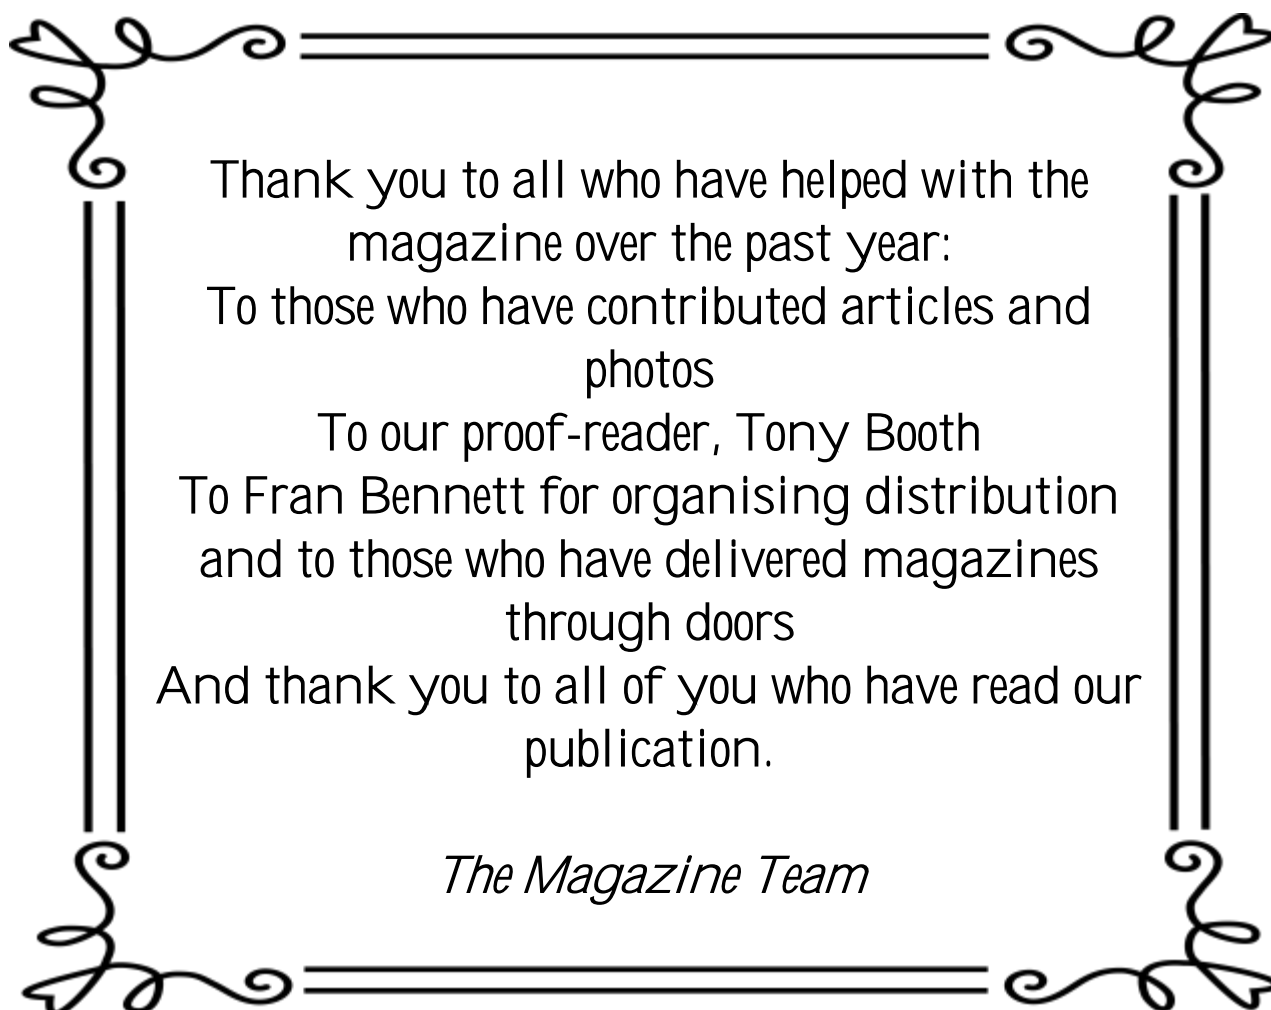 Thank you to all who have helped with the
magazine over the past year:
To those who have contributed articles and
photos
To our proof-reader, Tony Booth
To Fran Bennett for organising distribution
and to those who have delivered magazines
through doors
And thank you to all of you who have read our
publication.
The Magazine Team